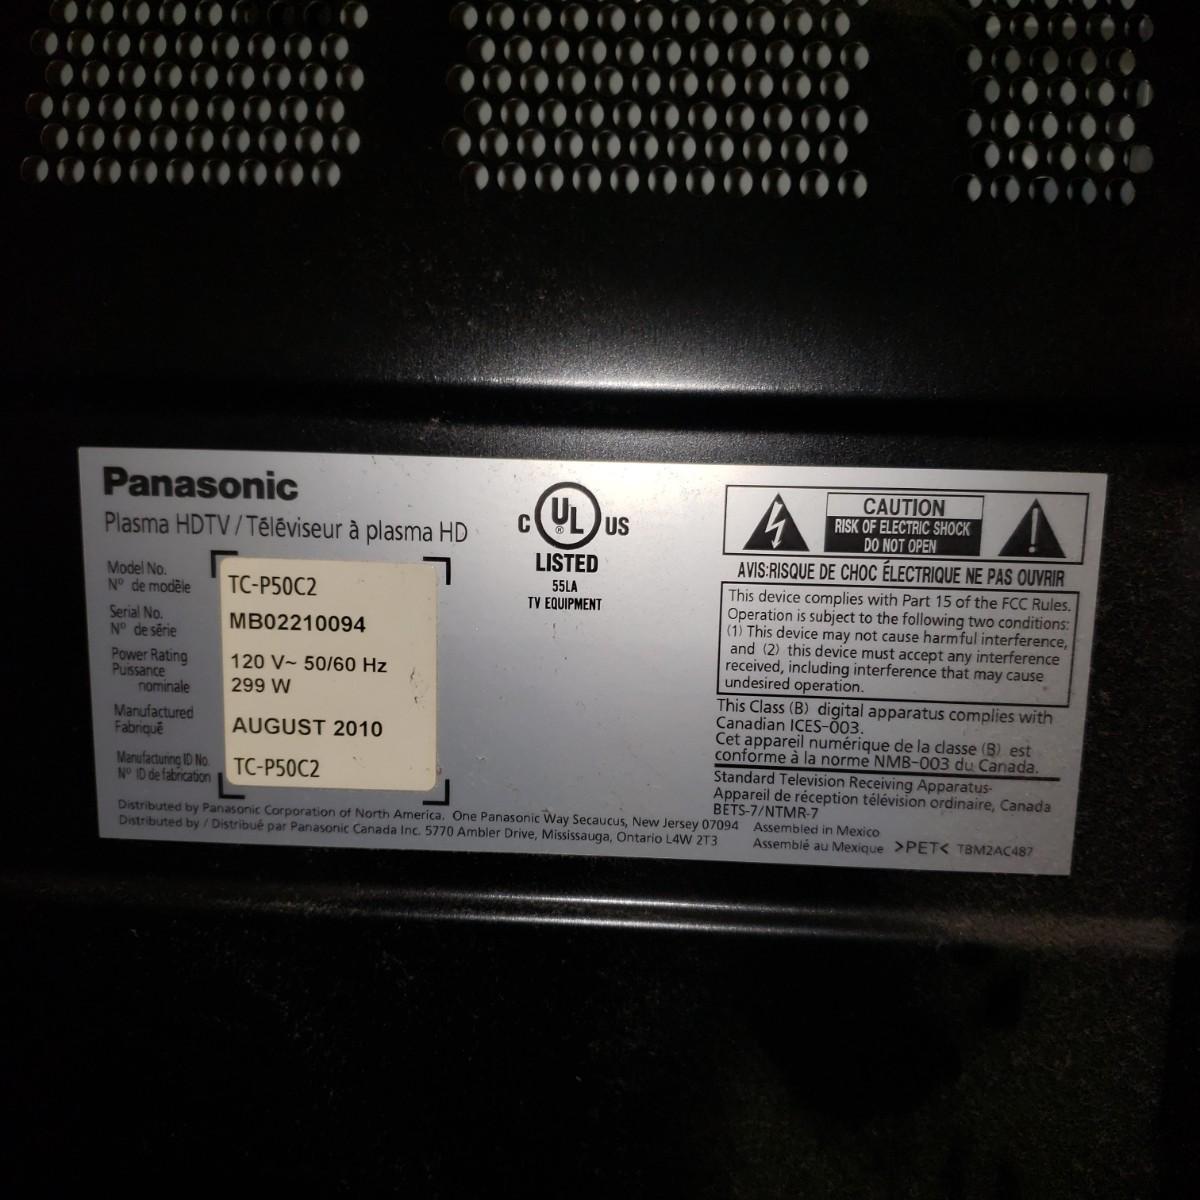 Panasonic
Plasma HDTV / Téléviseur à plasma HD
Model No.
Nº de modèle
TC-P50C2
Serial No.
Nº de série
MB02210094
Power Rating
Puissance
nominale
120 V~ 50/60 Hz
299 W
Manufactured
Fabriqué
AUGUST 2010
Manufacturing ID No.
Nº ID de fabrication
TC-P50C2
C UL ® US
LISTED
55LA
TV EQUIPMENT
CAUTION
RISK OF ELECTRIC SHOCK
DO NOT OPEN
AVIS:RISQUE DE CHOC ÉLECTRIQUE NE PAS OUVRIR
This device complies with Part 15 of the FCC Rules.
Operation is subject to the following two conditions:
(1) This device may not cause harmful interference,
and (2) this device must accept any interference
received, including interference that may cause
undesired operation.
This Class (B) digital apparatus complies with
Canadian ICES-003.
Cet appareil numérique de la classe (B) est
conforme à la norme NMB-003 du Canada.
Standard Television Receiving Apparatus-
Appareil de réception télévision ordinaire, Canada
BETS-7/NTMR-7
Distributed by Panasonic Corporation of North America. One Panasonic Way Secaucus, New Jersey 07094
Distributed by / Distribué par Panasonic Canada Inc. 5770 Ambler Drive, Mississauga, Ontario L4W 2T3
Assembled in Mexico
Assemblé au Mexique >PET< TBM2AC487